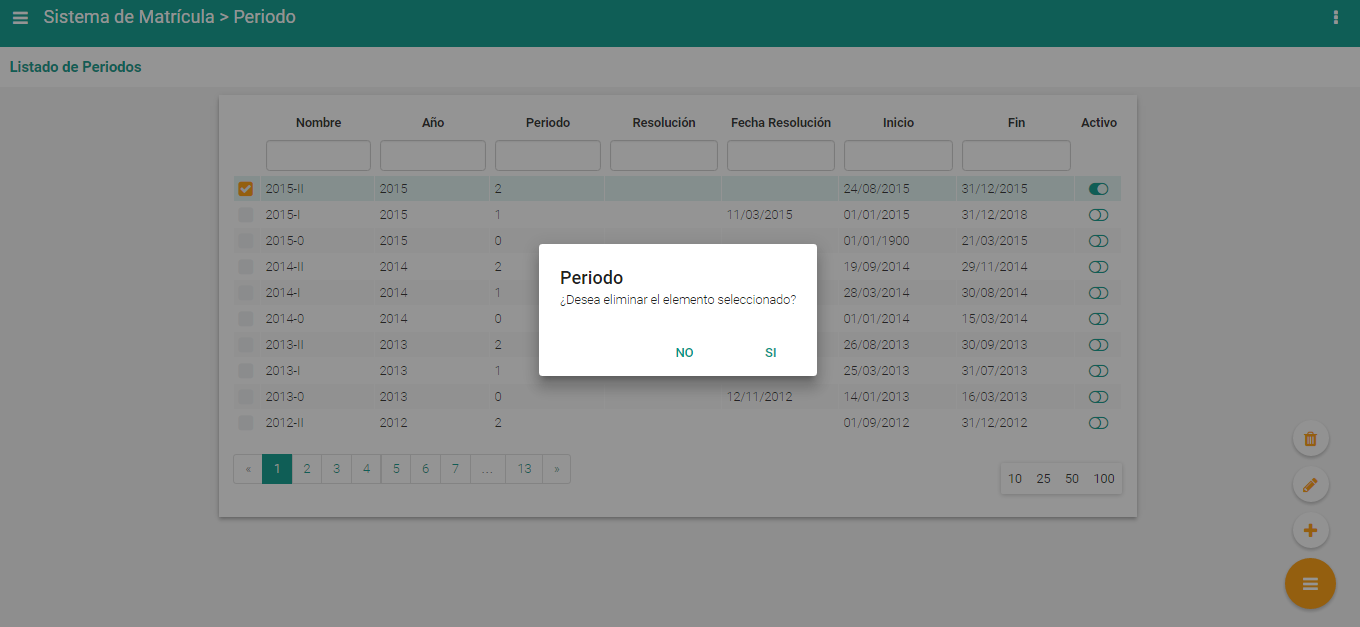 Sistema de Matrícula > Periodo
Listado de Periodos
Nombre Año Periodo Resolución Fecha Resolución Inicio Fin Activo
2015-II 2015 2 24/08/2015 31/12/2015
2015-I 2015 1 11/03/2015 01/01/2015 31/12/2018
2015-0 2015 0 01/01/1900 21/03/2015
2014-II 2014 2 19/09/2014 29/11/2014
2014-I 2014 1 28/03/2014 30/08/2014
2014-0 2014 0 01/01/2014 15/03/2014
2013-II 2013 2 26/08/2013 30/09/2013
2013-I 2013 1 25/03/2013 31/07/2013
2013-0 2013 0 12/11/2012 14/01/2013 16/03/2013
2012-II 2012 2 01/09/2012 31/12/2012
Periodo
¿Desea eliminar el elemento seleccionado?
NO SI
« 1 2 3 4 5 6 7 ... 13 »
10 25 50 100